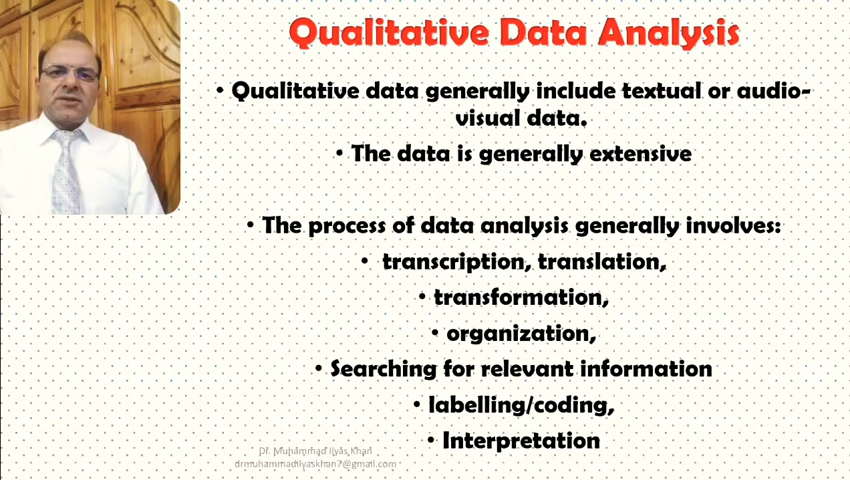 Qualitative Data Analysis
• Qualitative data generally include textual or audio-
visual data.
• The data is generally extensive
• The process of data analysis generally involves:
• transcription, translation,
• transformation,
• organization,
• Searching for relevant information
• labelling/coding,
• Interpretation
Dr. Muhammad Ilyas Khan
drmuhammadilyaskhan7@gmail.com